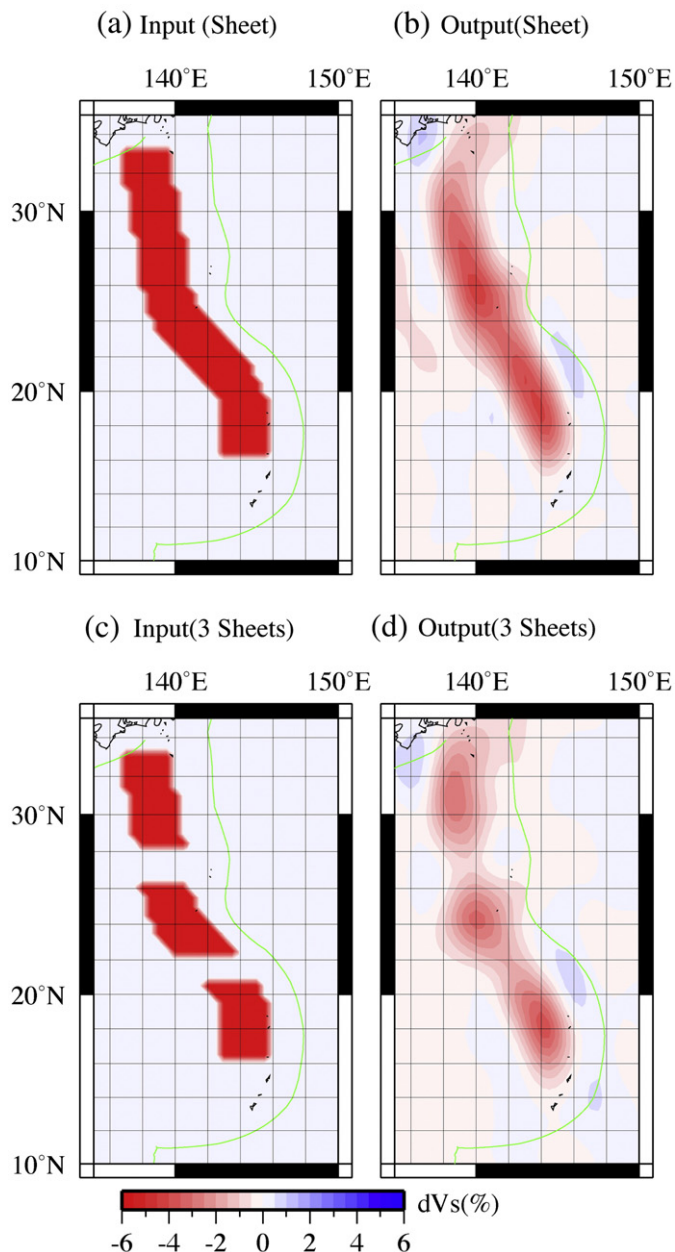 (a) Input (Sheet)
(b) Output(Sheet)
140°E 150°E 140°E 150°E
30°N
20°N
10°N
(c) Input(3 Sheets)
(d) Output(3 Sheets)
140°E 150°E 140°E 150°E
30°N
20°N
10°N
dVs(%)
-6 -4 -2 0 2 4 6